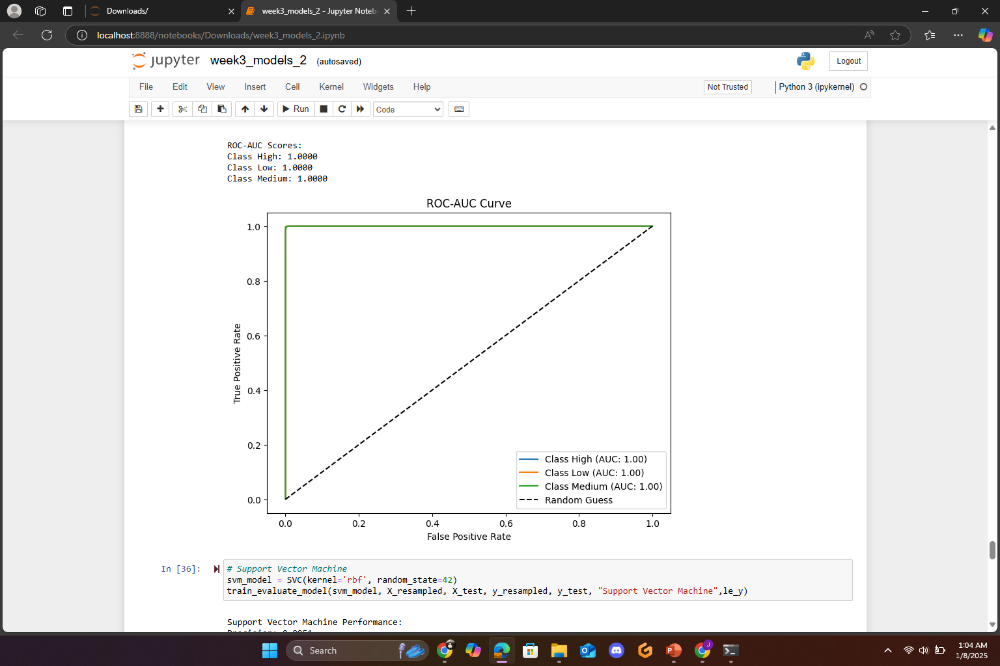 Downloads/
week3_models_2 - Jupyter Noteb
localhost:8888/notebooks/Downloads/week3_models_2.ipynb
jupyter week3_models_2 (autosaved)
Logout
File Edit View Insert Cell Kernel Widgets Help
Not Trusted
Python 3 (ipykernel)
Run
Code
ROC-AUC Scores:
Class High: 1.0000
Class Low: 1.0000
Class Medium: 1.0000
ROC-AUC Curve
1.0
0.8
0.6
0.4
0.2
0.0
True Positive Rate
Class High (AUC: 1.00)
Class Low (AUC: 1.00)
Class Medium (AUC: 1.00)
Random Guess
0.0 0.2 0.4 0.6 0.8 1.0
False Positive Rate
In [36]:
# Support Vector Machine
svm_model = SVC(kernel='rbf', random_state=42)
train_evaluate_model(svm_model, X_resampled, X_test, y_resampled, y_test, "Support Vector Machine",le_y)
Support Vector Machine Performance:
Search
1:04 AM
1/8/2025